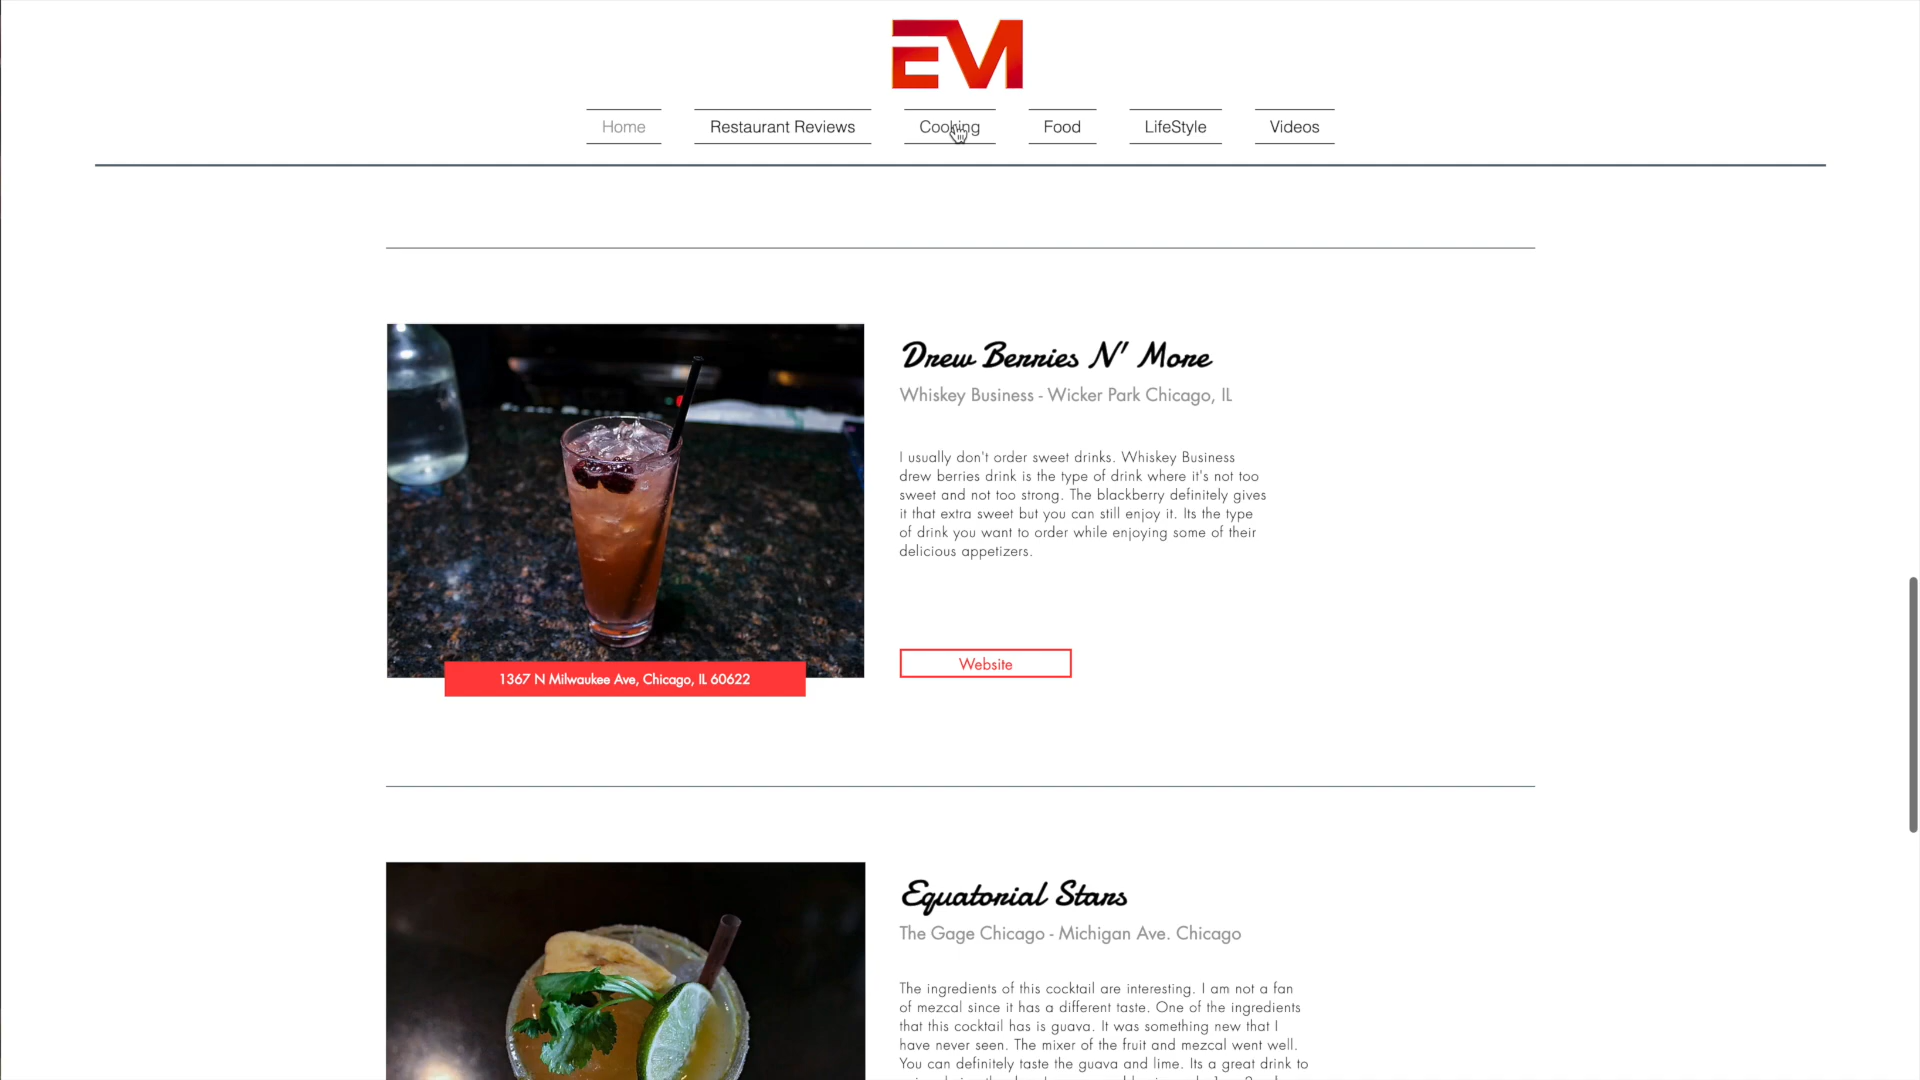 EM
Home
Restaurant Reviews
Cooking
Food
LifeStyle
Videos
Drew Berries N' More
Whiskey Business - Wicker Park Chicago, IL
I usually don't order sweet drinks. Whiskey Business
drew berries drink is the type of drink where it's not too
sweet and not too strong. The blackberry definitely gives
it that extra sweet but you can still enjoy it. Its the type
of drink you want to order while enjoying some of their
delicious appetizers.
Website
1367 N Milwaukee Ave, Chicago, IL 60622
Equatorial Stars
The Gage Chicago - Michigan Ave. Chicago
The ingredients of this cocktail are interesting. I am not a fan
of mezcal since it has a different taste. One of the ingredients
that this cocktail has is guava. It was something new that I
have never seen. The mixer of the fruit and mezcal went well.
You can definitely taste the guava and lime. Its a great drink to